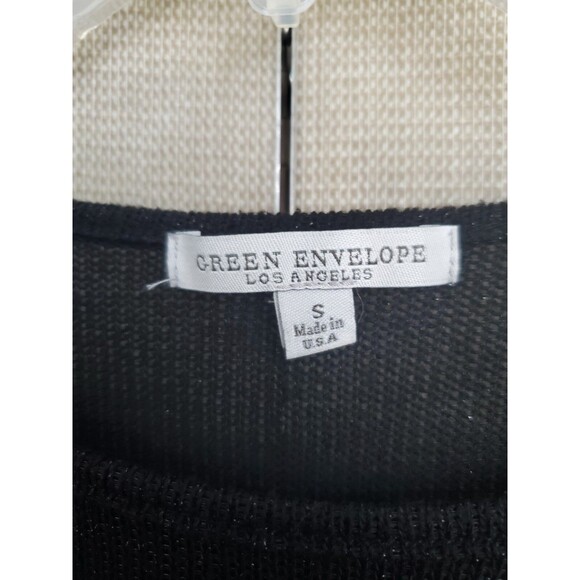 GREEN ENVELOPE
LOS ANGELES
S
Made in
U.S.A